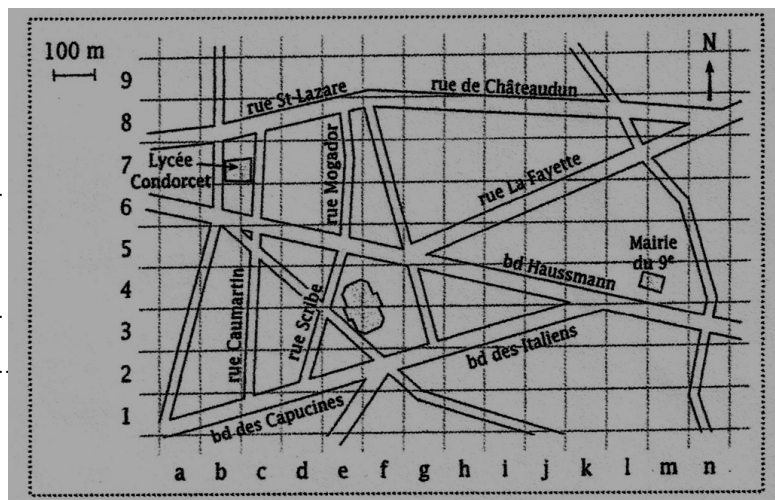 100 m
N
9
8
7
6
5
4
3
2
1
rue St-Lazare
rue de Châteaudun
Lycée
Condorcet
rue Mogador
rue La Fayette
Mairie
du 9e
bd Haussmann
rue Caumartin
rue Scribe
bd des Italiens
bd des Capucines
a b c d e f g h i j k l m n